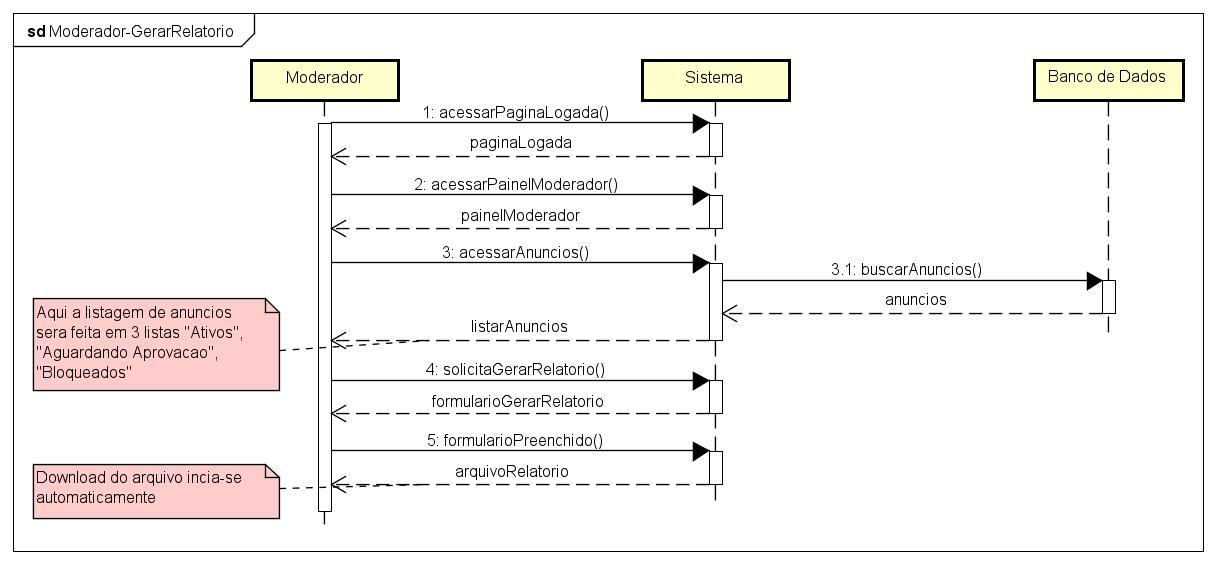 sd Moderador-GerarRelatorio
Moderador
Sistema
Banco de Dados
1: acessarPaginaLogada()
paginaLogada
2: acessarPainelModerador()
painelModerador
3: acessarAnuncios()
3.1: buscarAnuncios()
anuncios
Aqui a listagem de anuncios
sera feita em 3 listas "Ativos",
"Aguardando Aprovacao",
"Bloqueados"
listarAnuncios
4: solicitaGerarRelatorio()
formularioGerarRelatorio
5: formularioPreenchido()
arquivoRelatorio
Download do arquivo incia-se
automaticamente